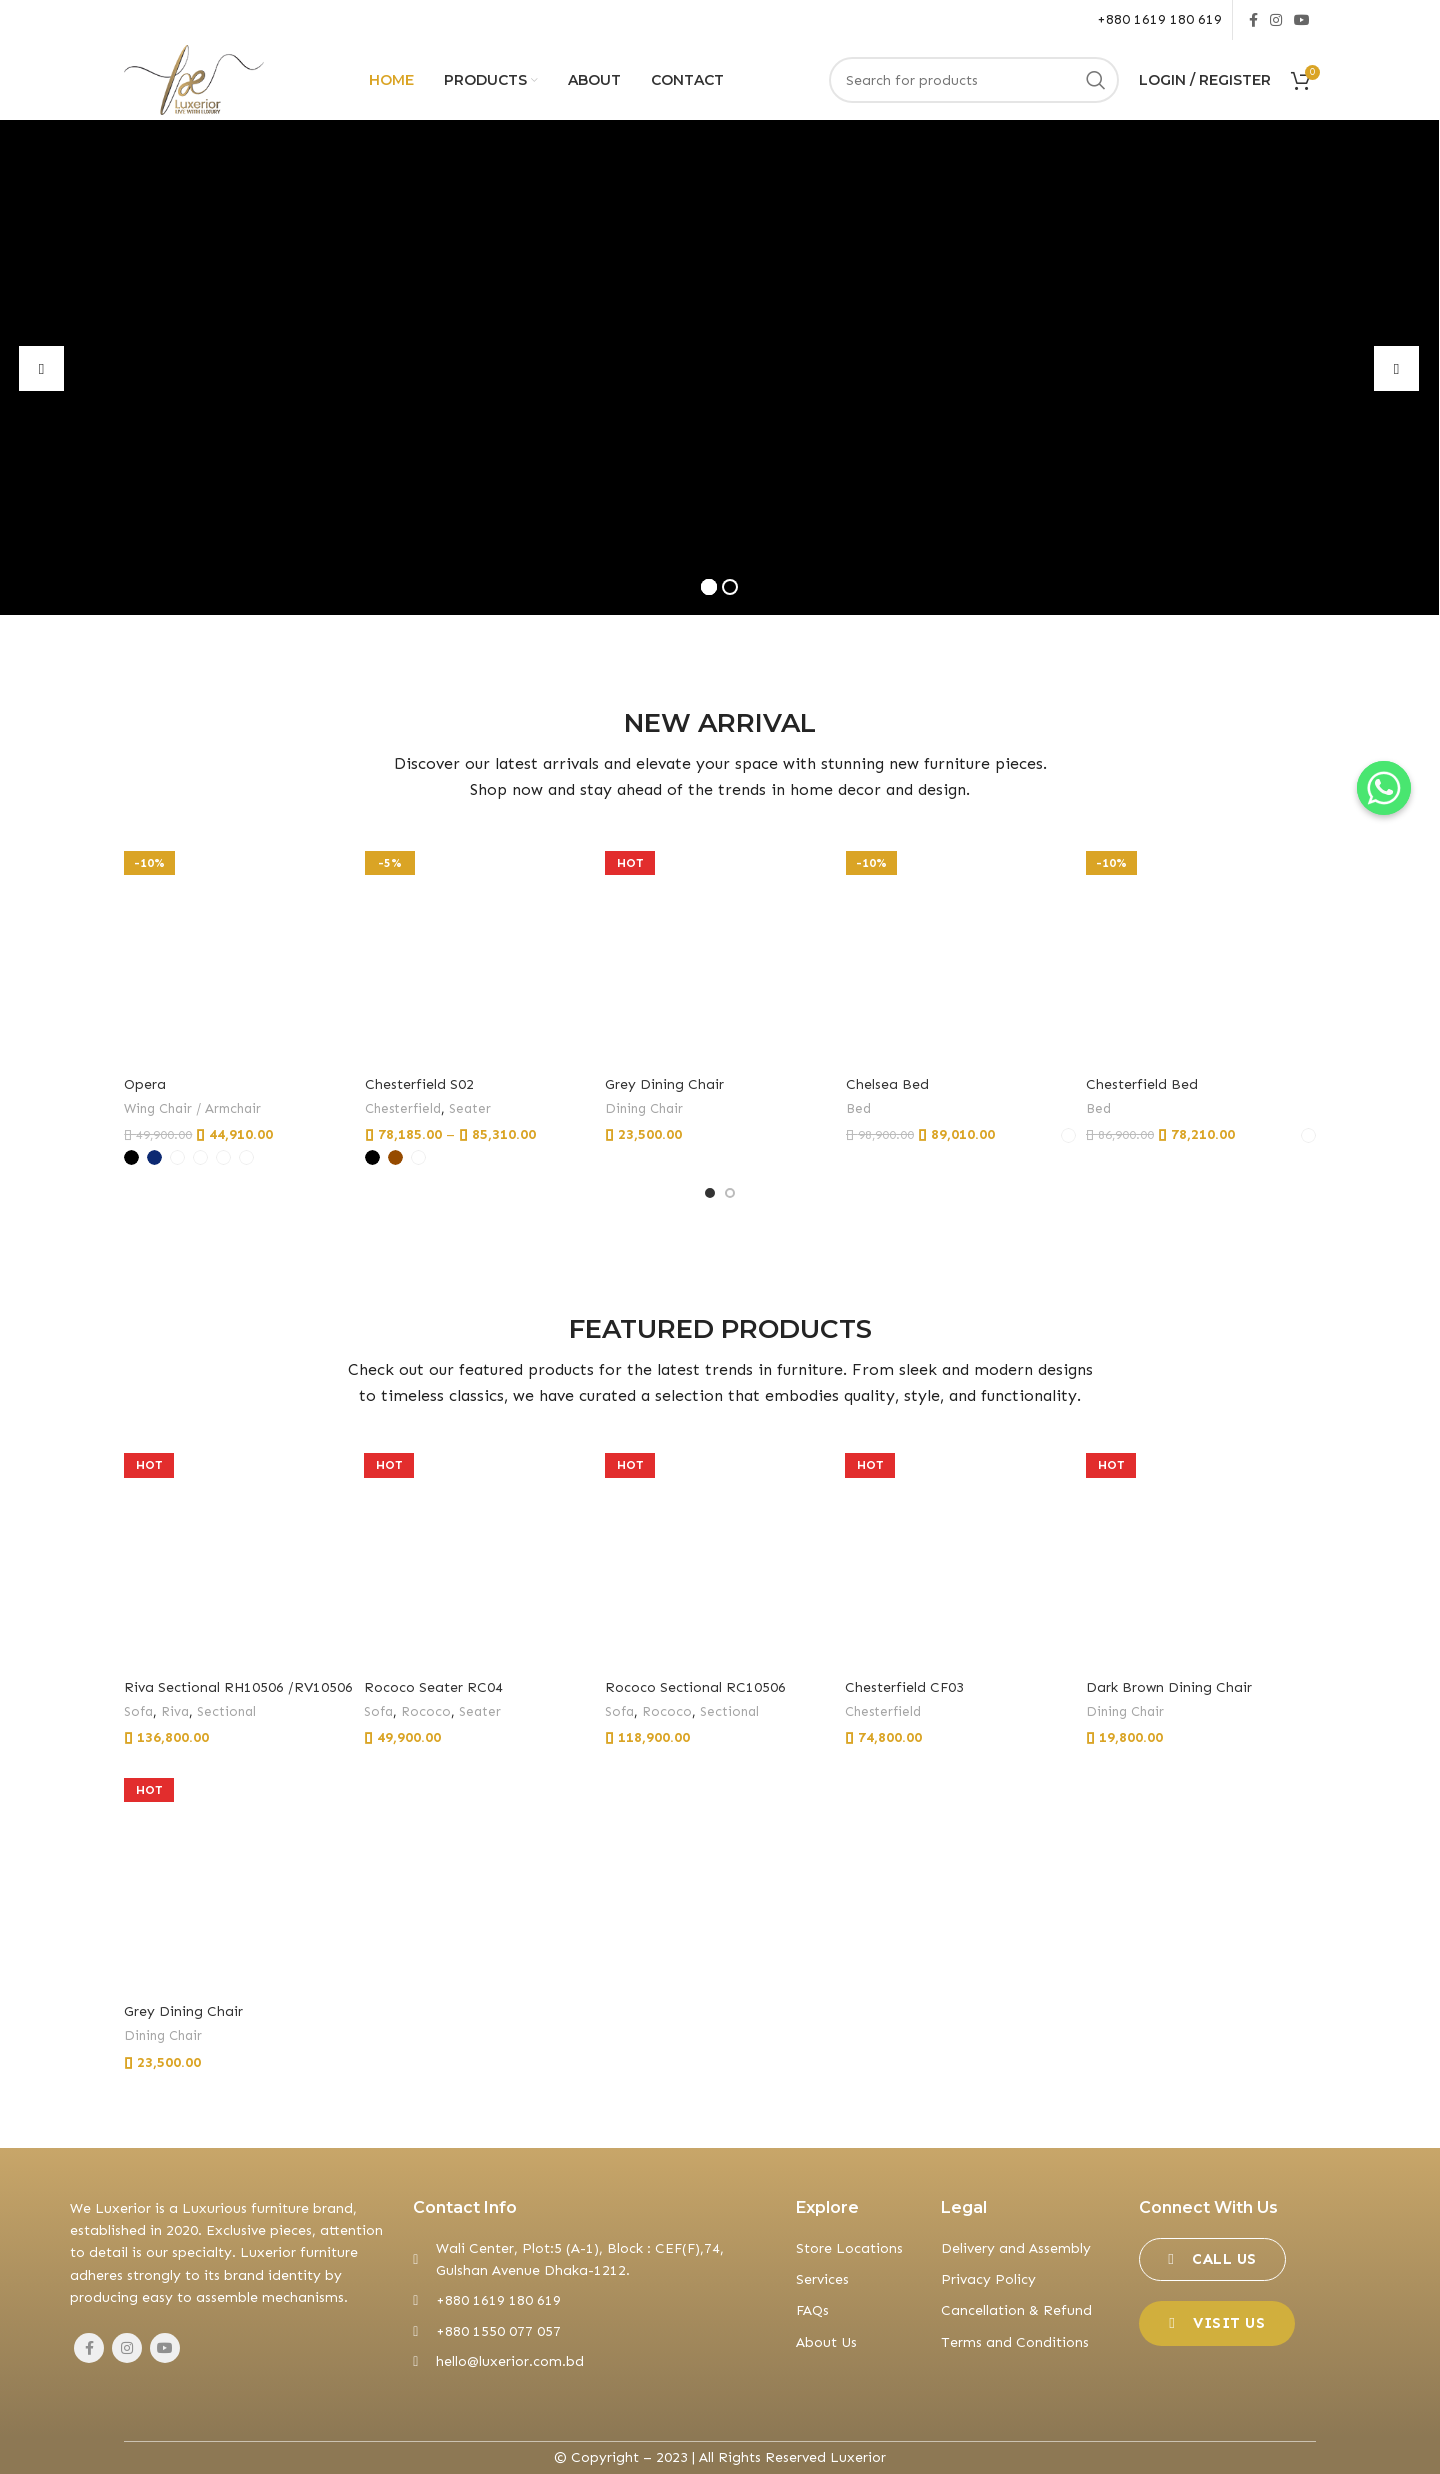 +880 1619 180 619
Luxerior
LIVE WITH LUXURY
HOME PRODUCTS ABOUT CONTACT
Search for products
LOGIN / REGISTER
0
NEW ARRIVAL
Discover our latest arrivals and elevate your space with stunning new furniture pieces.
Shop now and stay ahead of the trends in home decor and design.
-10% -5% HOT -10% -10%
Opera
Wing Chair / Armchair
49,900.00 44,910.00
Chesterfield S02
Chesterfield, Seater
78,185.00 – 85,310.00
Grey Dining Chair
Dining Chair
23,500.00
Chelsea Bed
Bed
98,900.00 89,010.00
Chesterfield Bed
Bed
86,900.00 78,210.00
FEATURED PRODUCTS
Check out our featured products for the latest trends in furniture. From sleek and modern designs
to timeless classics, we have curated a selection that embodies quality, style, and functionality.
HOT HOT HOT HOT HOT
Riva Sectional RH10506 /RV10506
Sofa, Riva, Sectional
136,800.00
Rococo Seater RC04
Sofa, Rococo, Seater
49,900.00
Rococo Sectional RC10506
Sofa, Rococo, Sectional
118,900.00
Chesterfield CF03
Chesterfield
74,800.00
Dark Brown Dining Chair
Dining Chair
19,800.00
HOT
Grey Dining Chair
Dining Chair
23,500.00
We Luxerior is a Luxurious furniture brand,
established in 2020. Exclusive pieces, attention
to detail is our specialty. Luxerior furniture
adheres strongly to its brand identity by
producing easy to assemble mechanisms.
Contact Info
Wali Center, Plot:5 (A-1), Block : CEF(F),74,
Gulshan Avenue Dhaka-1212.
+880 1619 180 619
+880 1550 077 057
hello@luxerior.com.bd
Explore
Store Locations
Services
FAQs
About Us
Legal
Delivery and Assembly
Privacy Policy
Cancellation & Refund
Terms and Conditions
Connect With Us
CALL US
VISIT US
© Copyright – 2023 | All Rights Reserved Luxerior